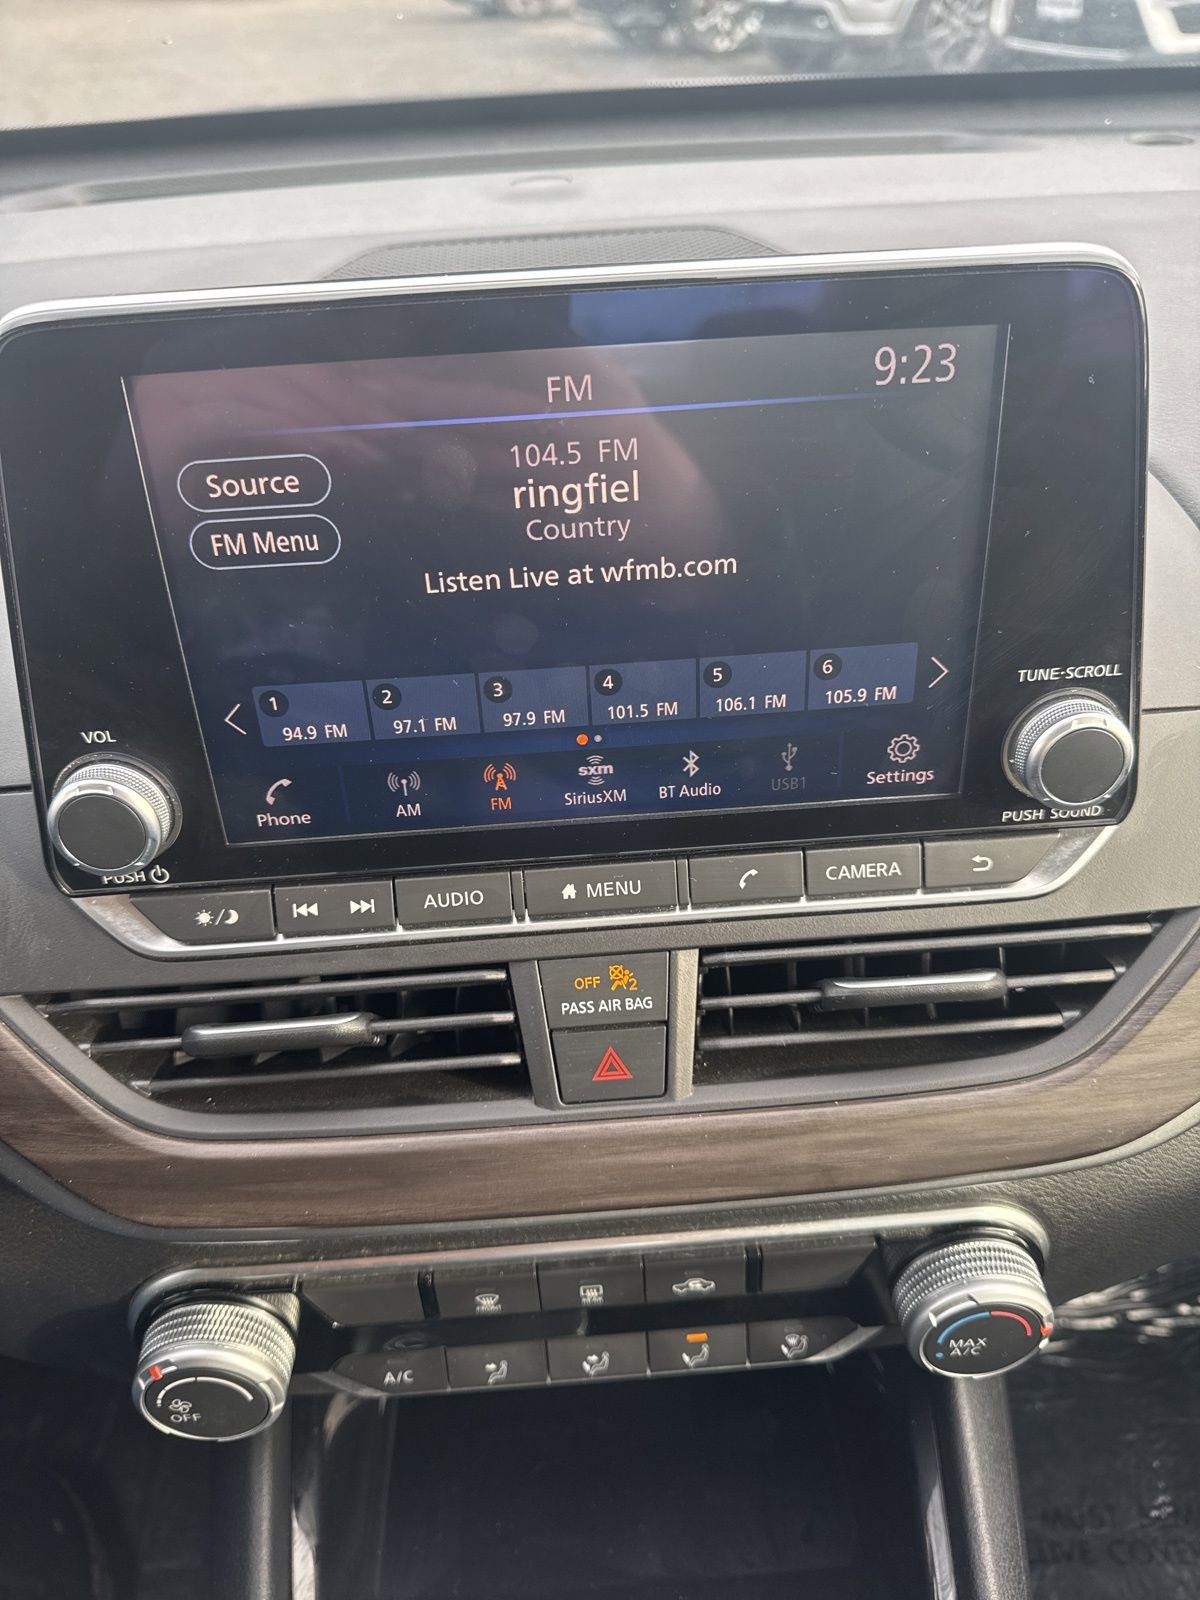 FM
9:23
Source
FM Menu
104.5 FM
ringfiel
Country
Listen Live at wfmb.com
1
94.9 FM
2
97.1 FM
3
97.9 FM
4
101.5 FM
5
106.1 FM
6
105.9 FM
Phone
AM
FM
sxm
SiriusXM
BT Audio
USB1
Settings
VOL
PUSH
TUNE·SCROLL
PUSH SOUND
AUDIO
MENU
CAMERA
OFF 2
PASS AIR BAG
A/C
OFF
MAX
A/C
MUST
COVE